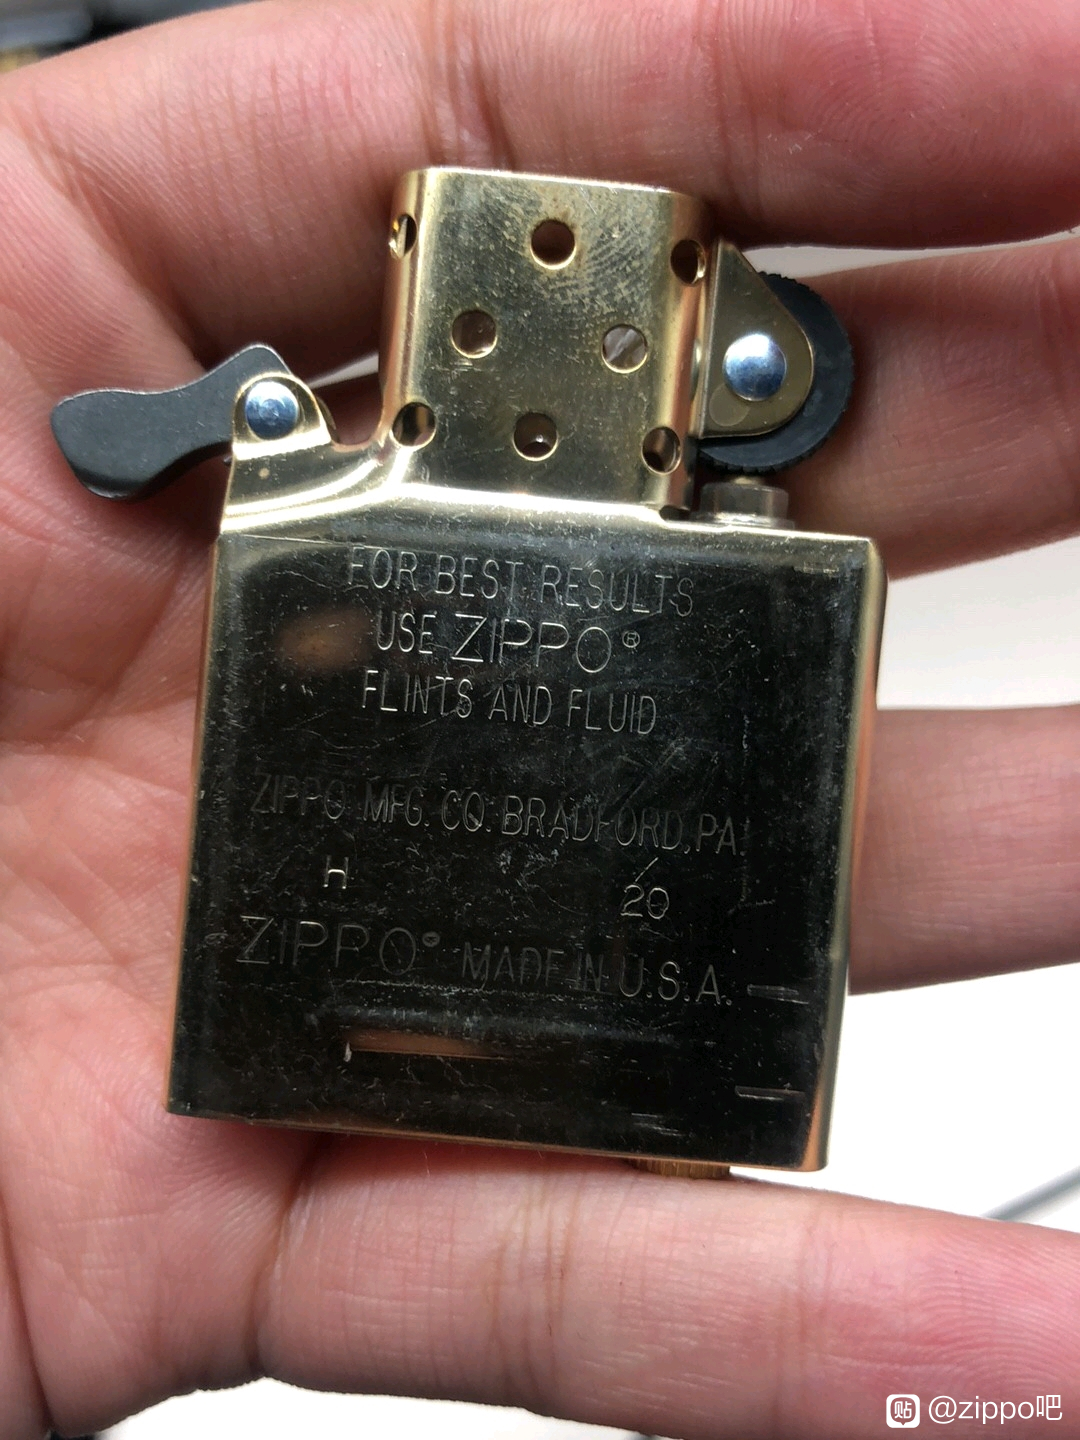 FOR BEST RESULTS
USE ZIPPO®
FLINTS AND FLUID
ZIPPO MFG. CO. BRADFORD, PA.
H 20
ZIPPO® MADE IN U.S.A.
贴 @zippo吧